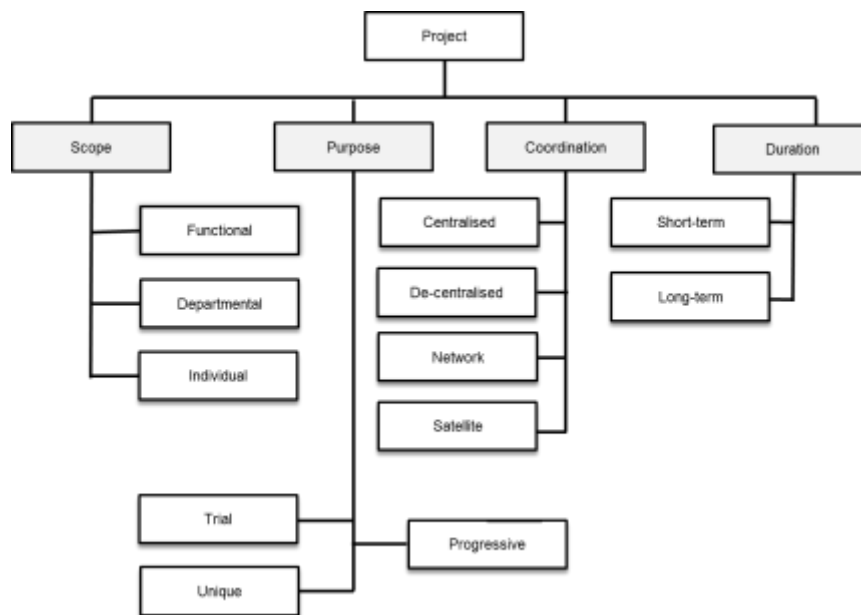 Project
Scope
Purpose
Coordination
Duration
Functional
Departmental
Individual
Centralised
De-centralised
Network
Satellite
Short-term
Long-term
Trial
Unique
Progressive